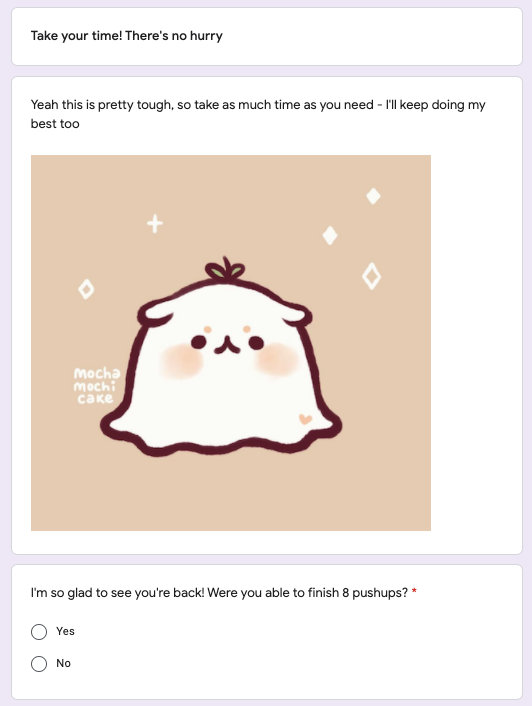 Take your time! There's no hurry
Yeah this is pretty tough, so take as much time as you need - I'll keep doing my
best too
mocha
mochi
cake
I'm so glad to see you're back! Were you able to finish 8 pushups? *
Yes
No